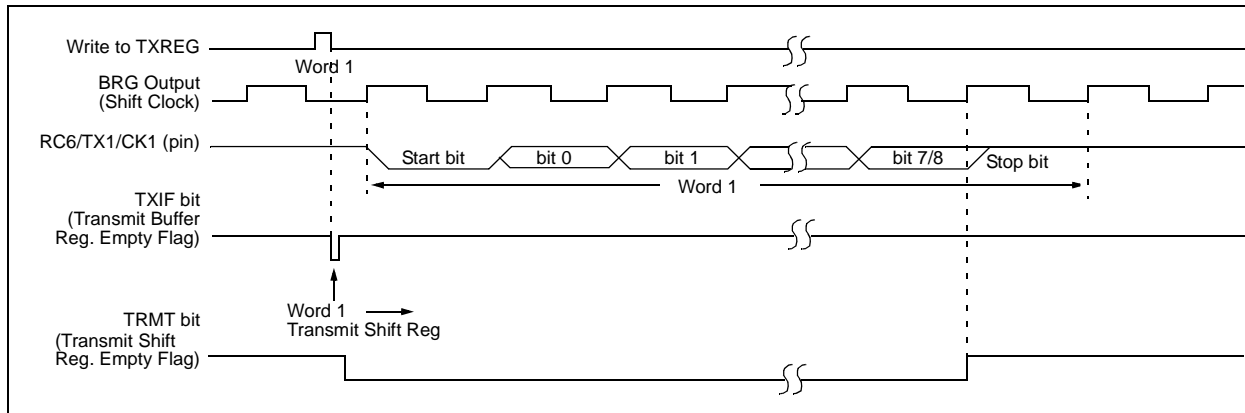 Write to TXREG
Word 1
BRG Output
(Shift Clock)
RC6/TX1/CK1 (pin)
Start bit
bit 0
bit 1
bit 7/8
Stop bit
Word 1
TXIF bit
(Transmit Buffer
Reg. Empty Flag)
Word 1
Transmit Shift Reg
TRMT bit
(Transmit Shift
Reg. Empty Flag)